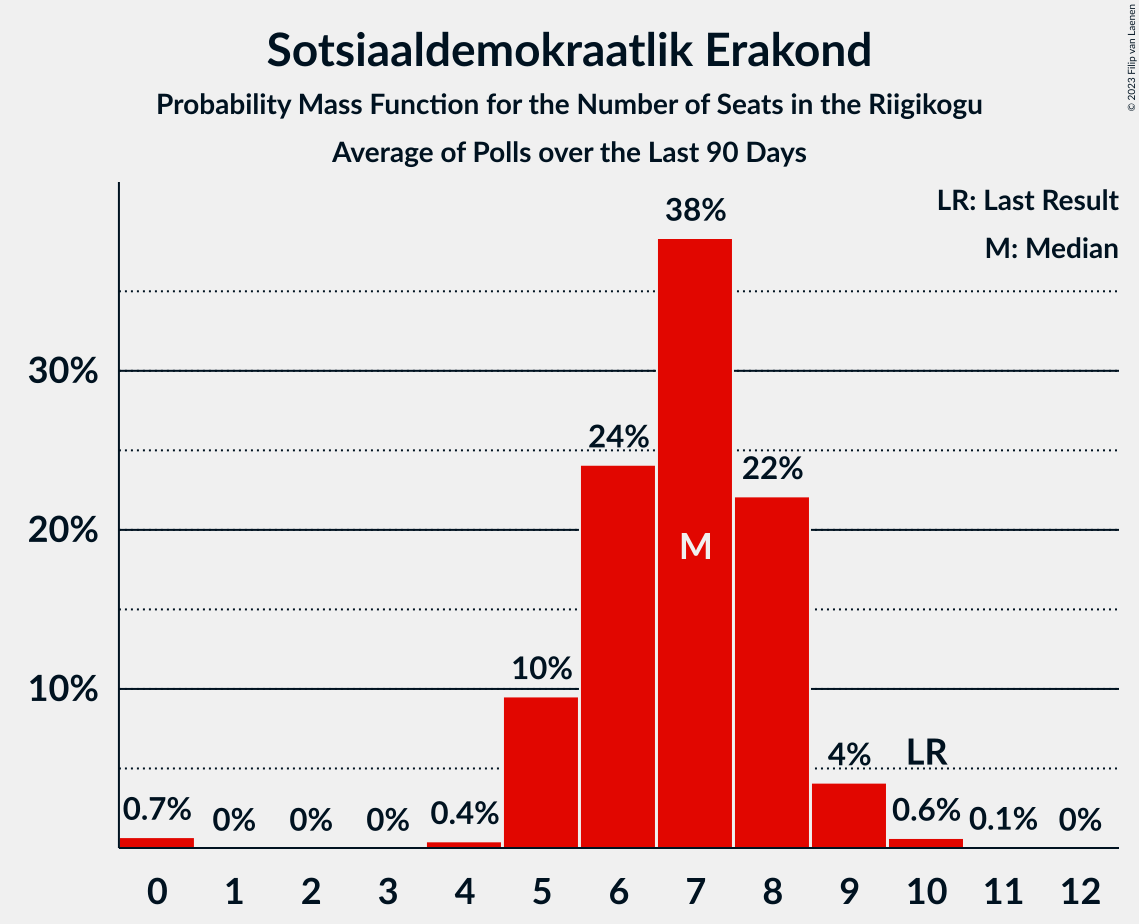 Sotsiaaldemokraatlik Erakond
Probability Mass Function for the Number of Seats in the Riigikogu
Average of Polls over the Last 90 Days
© 2023 Filip van Laenen
LR: Last Result
M: Median
38%
30%
24%
22%
20%
M
10%
10%
4%
LR
0.7%
0%
0%
0%
0.4%
0.6%
0.1%
0%
0 1 2 3 4 5 6 7 8 9 10 11 12